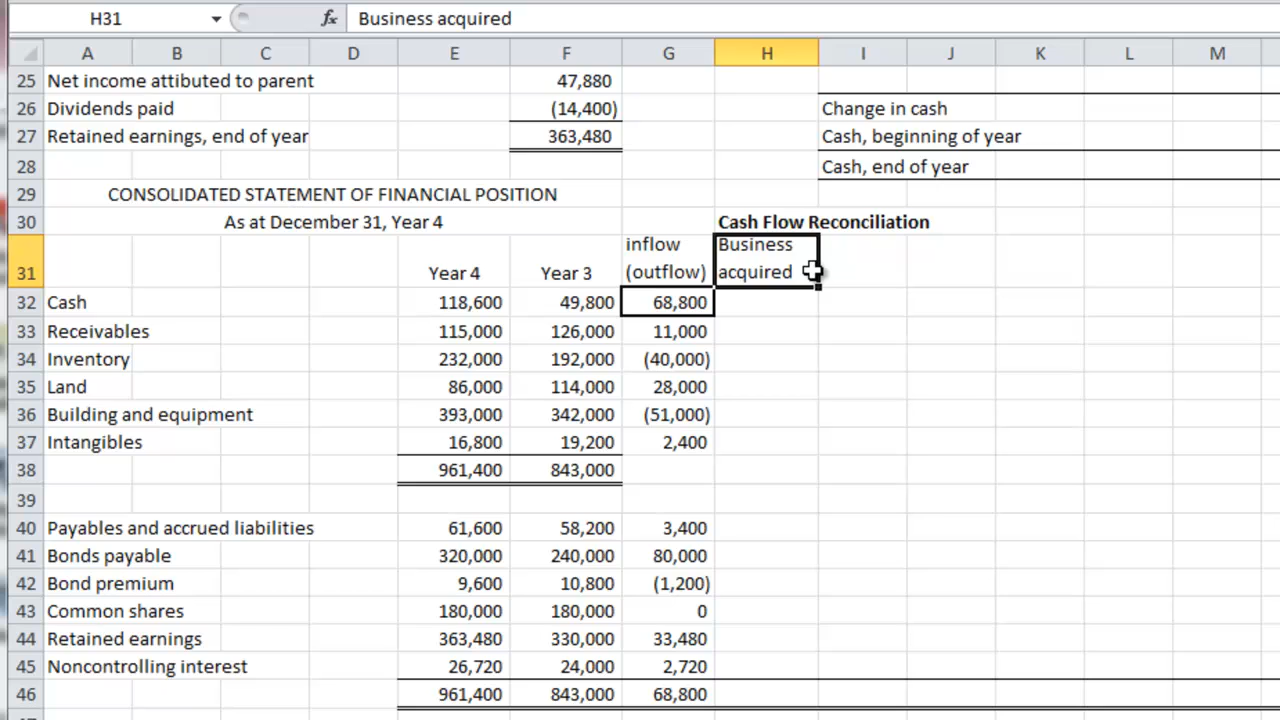 H31 fx Business acquired
A B C D E F G H I J K L M
25 Net income attibuted to parent 47,880
26 Dividends paid (14,400) Change in cash
27 Retained earnings, end of year 363,480 Cash, beginning of year
28 Cash, end of year
29 CONSOLIDATED STATEMENT OF FINANCIAL POSITION
30 As at December 31, Year 4 Cash Flow Reconciliation
inflow Business
31 Year 4 Year 3 (outflow) acquired
32 Cash 118,600 49,800 68,800
33 Receivables 115,000 126,000 11,000
34 Inventory 232,000 192,000 (40,000)
35 Land 86,000 114,000 28,000
36 Building and equipment 393,000 342,000 (51,000)
37 Intangibles 16,800 19,200 2,400
38 961,400 843,000
39
40 Payables and accrued liabilities 61,600 58,200 3,400
41 Bonds payable 320,000 240,000 80,000
42 Bond premium 9,600 10,800 (1,200)
43 Common shares 180,000 180,000 0
44 Retained earnings 363,480 330,000 33,480
45 Noncontrolling interest 26,720 24,000 2,720
46 961,400 843,000 68,800